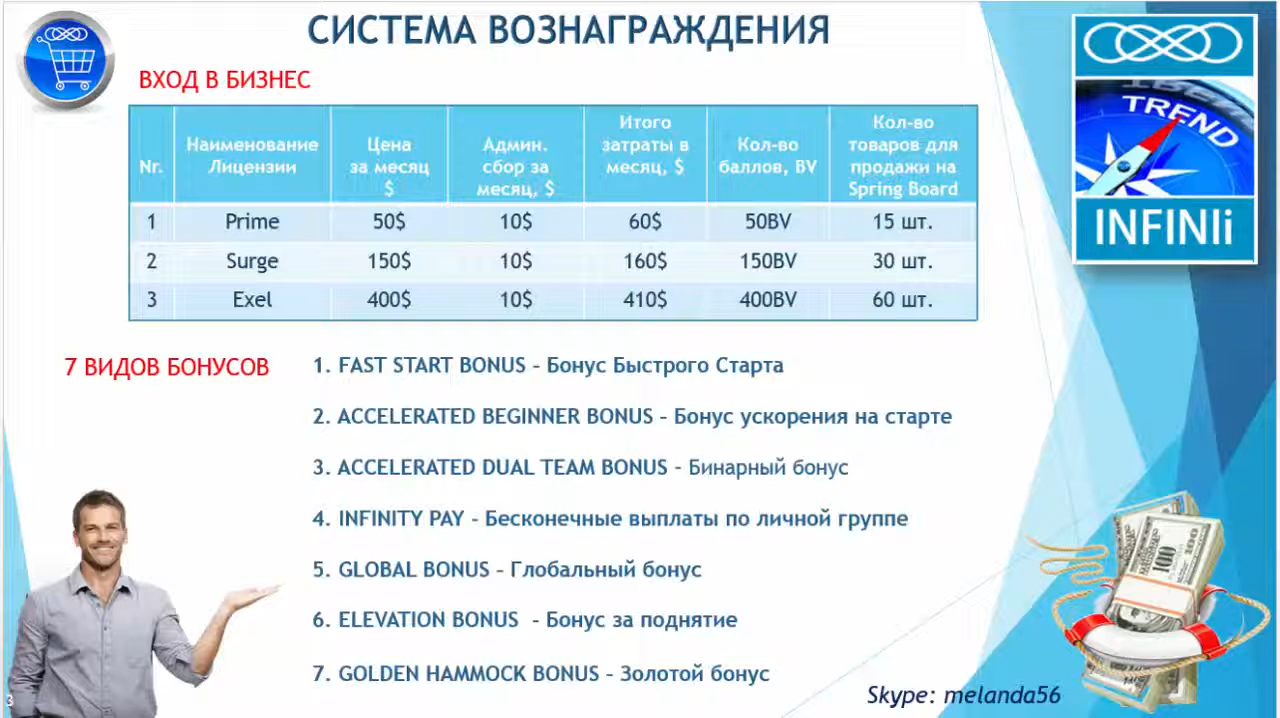 СИСТЕМА ВОЗНАГРАЖДЕНИЯ
ВХОД В БИЗНЕС
Nr. Наименование Лицензии Цена за месяц $ Админ. сбор за месяц, $ Итого затраты в месяц, $ Кол-во баллов, BV Кол-во товаров для продажи на Spring Board
1 Prime 50$ 10$ 60$ 50BV 15 шт.
2 Surge 150$ 10$ 160$ 150BV 30 шт.
3 Exel 400$ 10$ 410$ 400BV 60 шт.
TREND
INFINIi
7 ВИДОВ БОНУСОВ
1. FAST START BONUS – Бонус Быстрого Старта
2. ACCELERATED BEGINNER BONUS – Бонус ускорения на старте
3. ACCELERATED DUAL TEAM BONUS – Бинарный бонус
4. INFINITY PAY - Бесконечные выплаты по личной группе
5. GLOBAL BONUS – Глобальный бонус
6. ELEVATION BONUS - Бонус за поднятие
7. GOLDEN HAMMOCK BONUS – Золотой бонус
100
100
Skype: melanda56
3